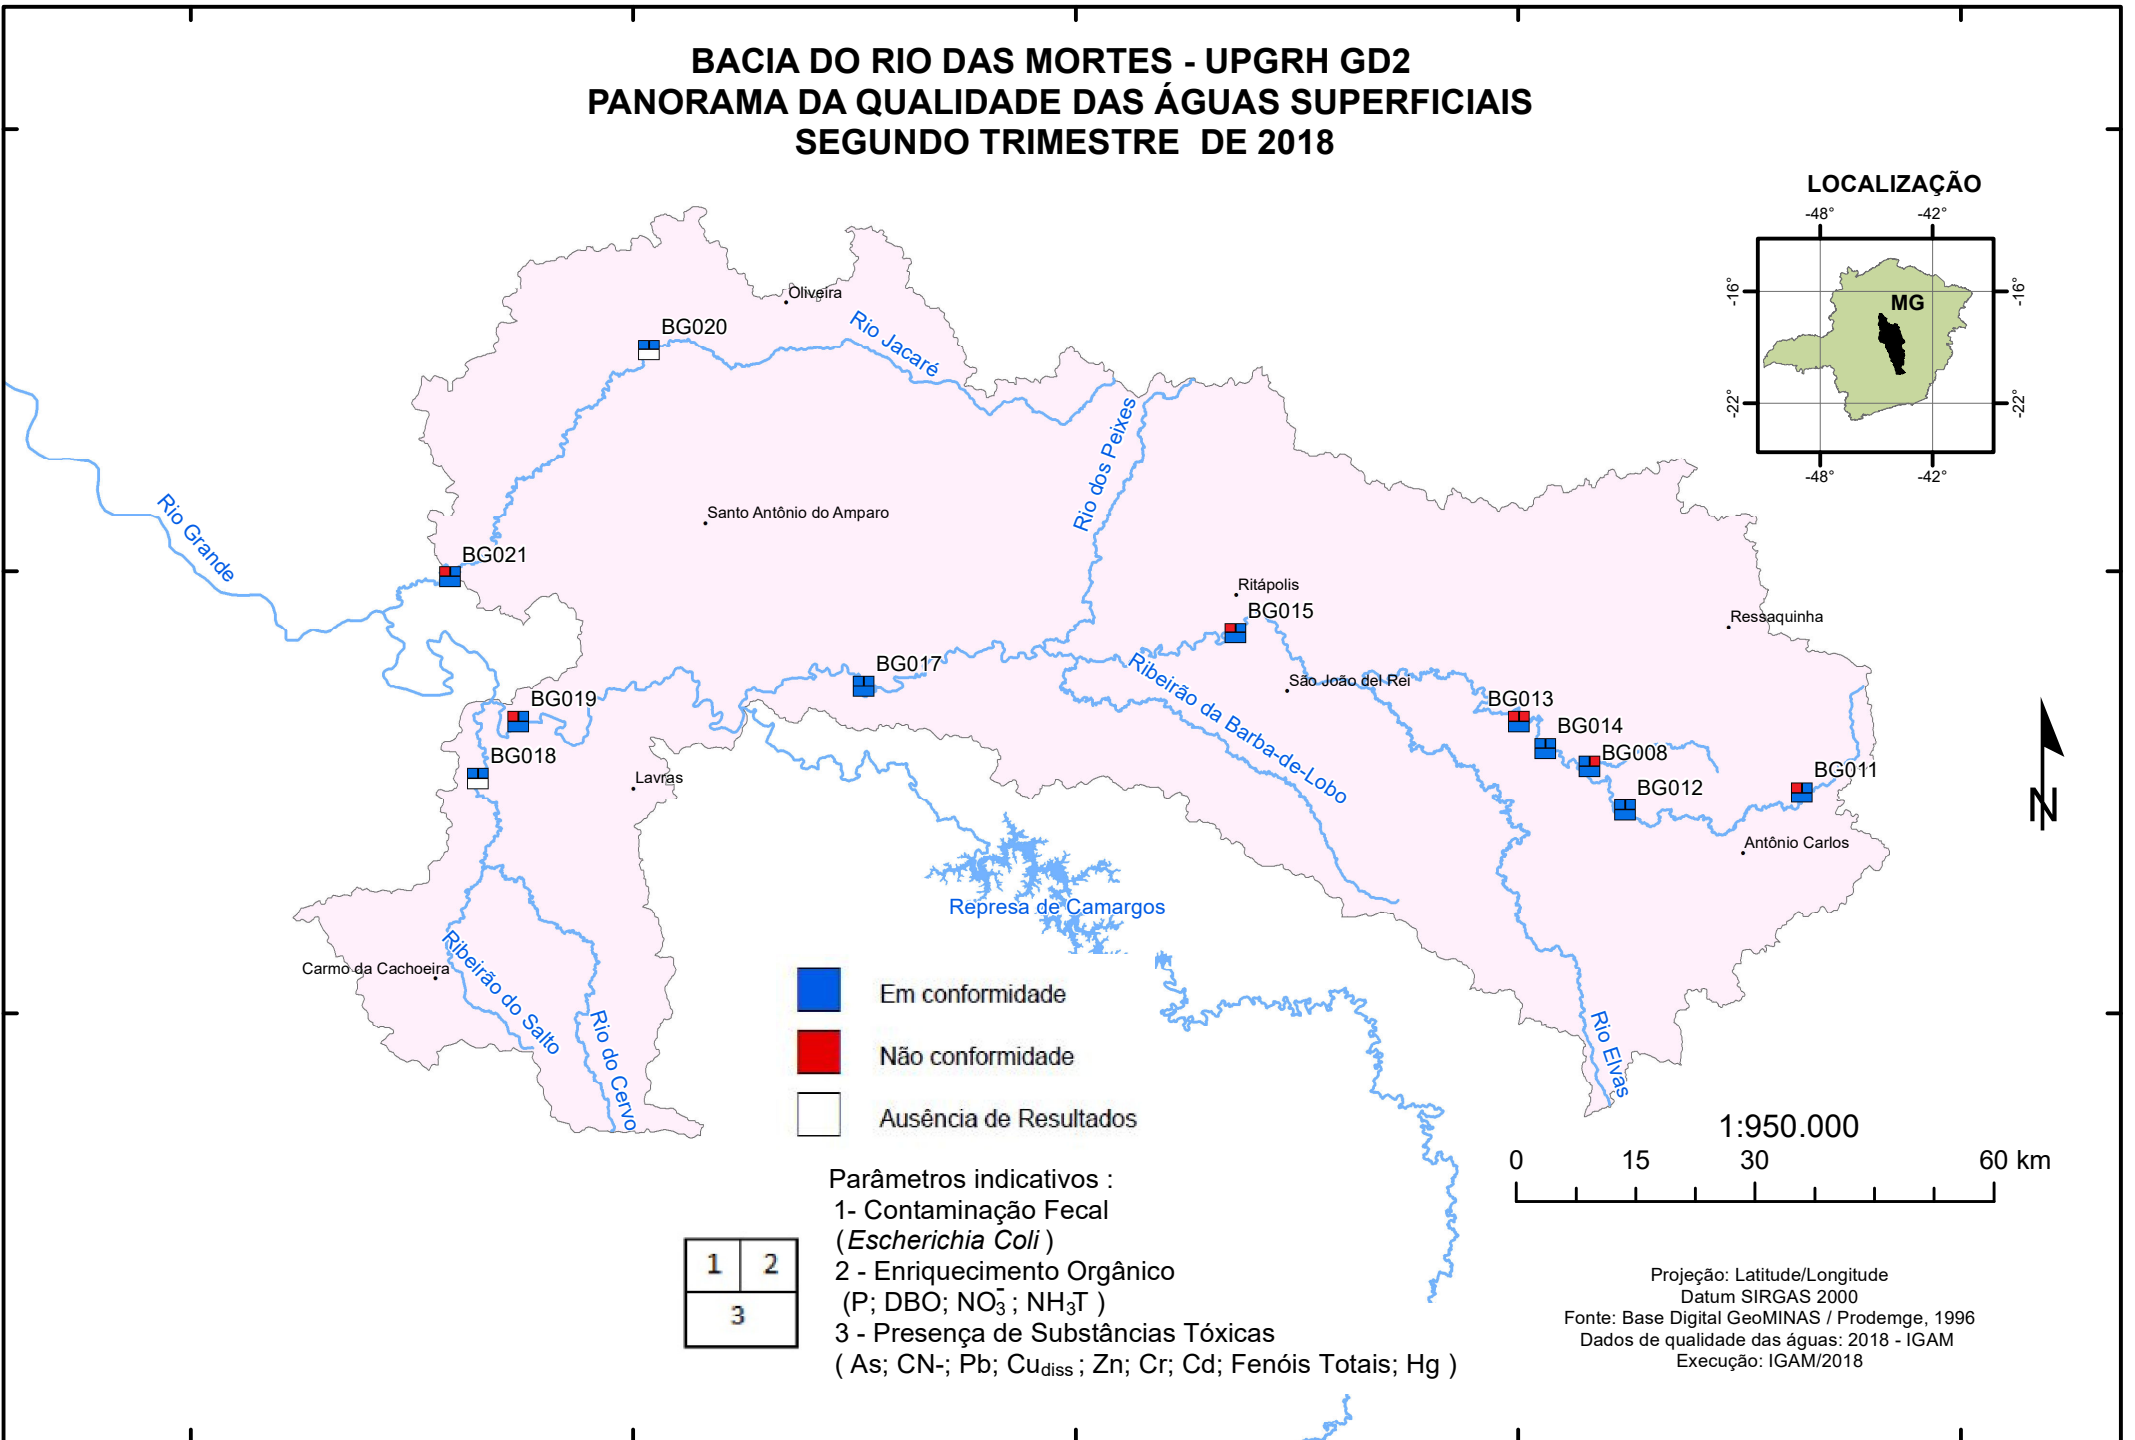 BACIA DO RIO DAS MORTES - UPGRH GD2
PANORAMA DA QUALIDADE DAS ÁGUAS SUPERFICIAIS
SEGUNDO TRIMESTRE DE 2018
LOCALIZAÇÃO
-48°
-42°
-16°
-16°
MG
-22°
-22°
-48°
-42°
Oliveira
BG020
Rio Jacaré
Rio dos Peixes
Rio Grande
Santo Antônio do Amparo
BG021
Ritápolis
BG015
Ressaquinha
BG017
Ribeirão da Barba-de-Lobo
São João del Rei
BG019
BG013
BG014
BG018
BG008
BG011
Lavras
BG012
Antônio Carlos
Represa de Camargos
Carmo da Cachoeira
Ribeirão do Salto
Rio do Cervo
Rio Elvas
N
Em conformidade
Não conformidade
Ausência de Resultados
1:950.000
0 15 30 60 km
Parâmetros indicativos :
1- Contaminação Fecal
(Escherichia Coli )
2 - Enriquecimento Orgânico
(P; DBO; NO₃⁻; NH₃T )
3 - Presença de Substâncias Tóxicas
( As; CN-; Pb; Cudiss ; Zn; Cr; Cd; Fenóis Totais; Hg )
1 2
3
Projeção: Latitude/Longitude
Datum SIRGAS 2000
Fonte: Base Digital GeoMINAS / Prodemge, 1996
Dados de qualidade das águas: 2018 - IGAM
Execução: IGAM/2018